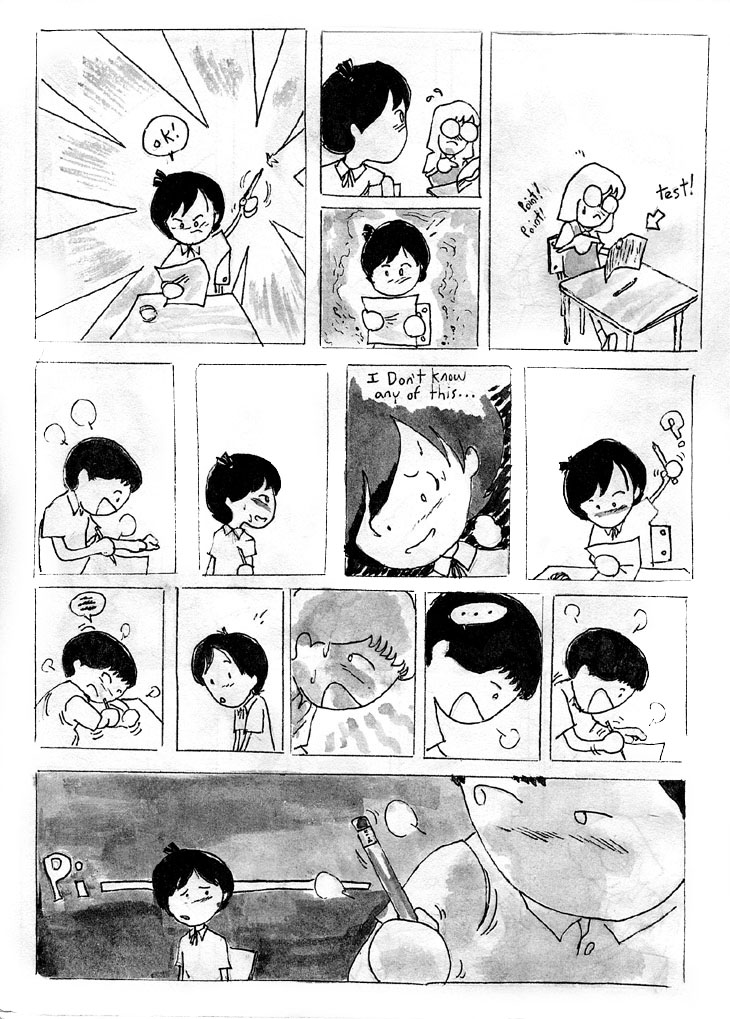 OK!
Point!
Point!
test!
I Don't know
any of this...
?
...
Pi